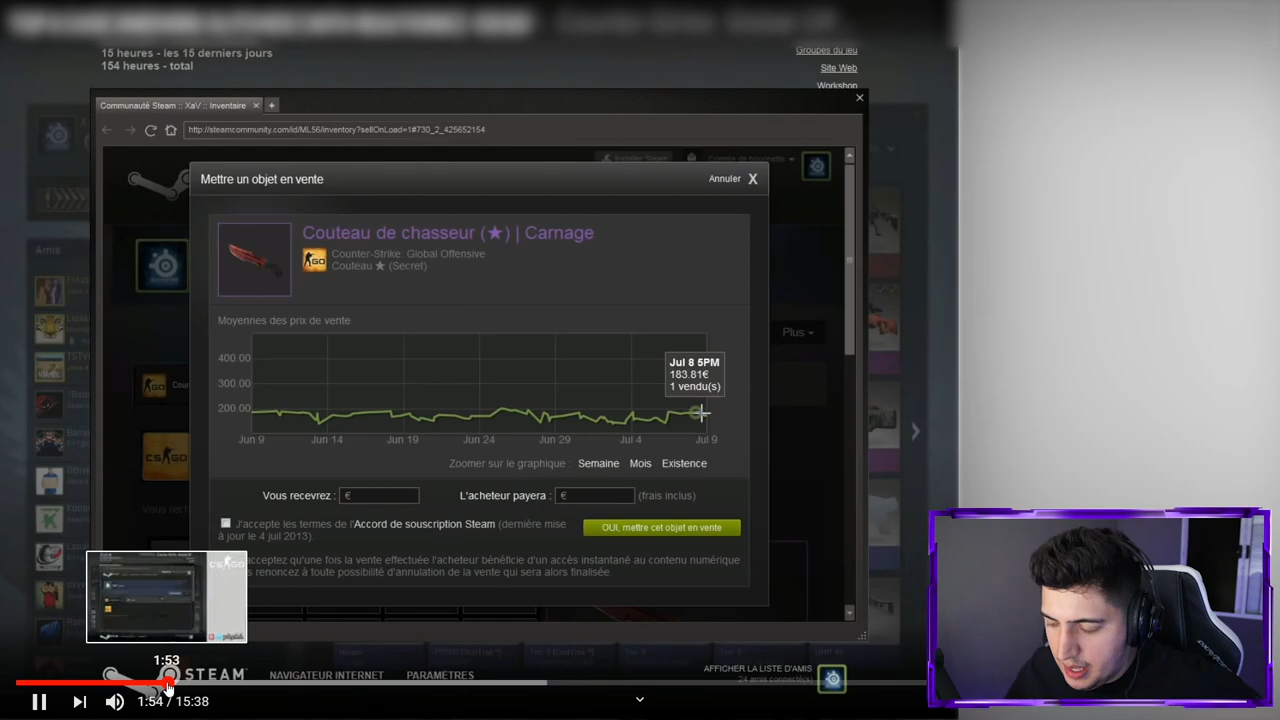 15 heures - les 15 derniers jours
154 heures - total
Groupes du jeu
Site Web
Workshop
Communauté Steam :: XaV :: Inventaire
http://steamcommunity.com/id/ML56/inventory?sellOnLoad=1#730_2_425652154
Installer Steam
Mettre un objet en vente
Annuler X
Couteau de chasseur (★) | Carnage
Counter-Strike: Global Offensive
Couteau ★ (Secret)
Moyennes des prix de vente
400 00
300 00
200.00
Jul 8 5PM
183.81€
1 vendu(s)
Jun 9 Jun 14 Jun 19 Jun 24 Jun 29 Jul 4 Jul 9
Zoomer sur le graphique : Semaine Mois Existence
Vous recevrez : € L'acheteur payera : € (frais inclus)
J'accepte les termes de l'Accord de souscription Steam (dernière mise
à jour le 4 juil 2013).
OUI, mettre cet objet en vente
acceptez qu'une fois la vente effectuée l'acheteur bénéficie d'un accès instantané au contenu numérique
renoncez à toute possibilité d'annulation de la vente qui sera alors finalisée.
Amis
Plus
CS:GO
1:53
STEAM
NAVIGATEUR INTERNET
PARAMÈTRES
AFFICHER LA LISTE D'AMIS
24 amis connecté(s)
1:54 / 15:38